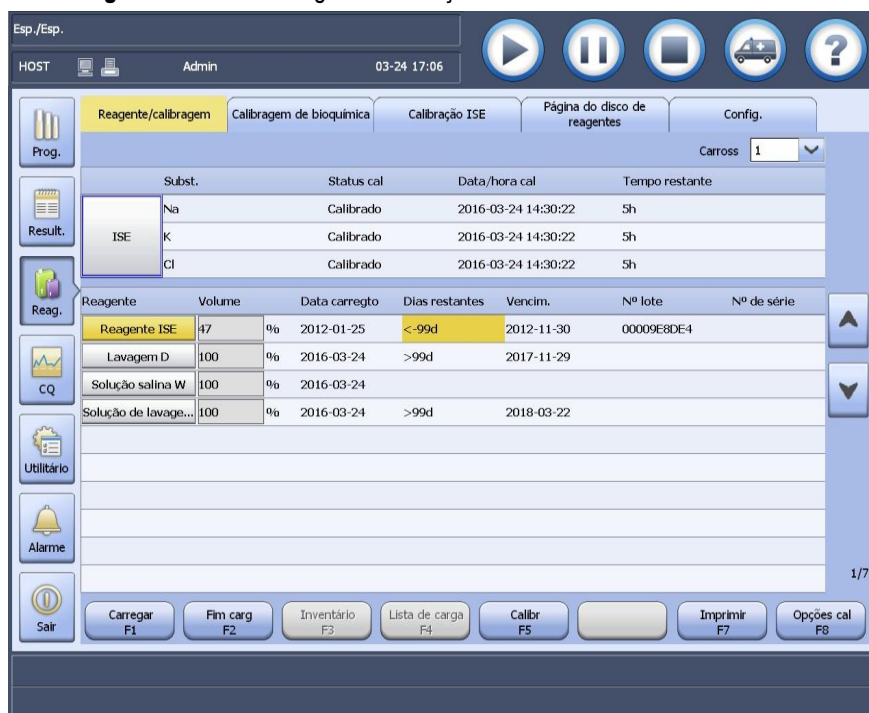 Esp./Esp.
HOST Admin 03-24 17:06
?
Reagente/calibragem Calibragem de bioquímica Calibração ISE Página do disco de reagentes Config.
Prog.
Carross 1
Subst. Status cal Data/hora cal Tempo restante
ISE
Na Calibrado 2016-03-24 14:30:22 5h
K Calibrado 2016-03-24 14:30:22 5h
Cl Calibrado 2016-03-24 14:30:22 5h
Result.
Reagente Volume Data carregto Dias restantes Vencim. Nº lote Nº de série
Reag.
Reagente ISE 47 % 2012-01-25 <-99d 2012-11-30 00009E8DE4
Lavagem D 100 % 2016-03-24 >99d 2017-11-29
Solução salina W 100 % 2016-03-24
Solução de lavage... 100 % 2016-03-24 >99d 2018-03-22
CQ
Utilitário
Alarme
1/7
Sair
Carregar F1
Fim carg F2
Inventário F3
Lista de carga F4
Calibr F5
Imprimir F7
Opções cal F8